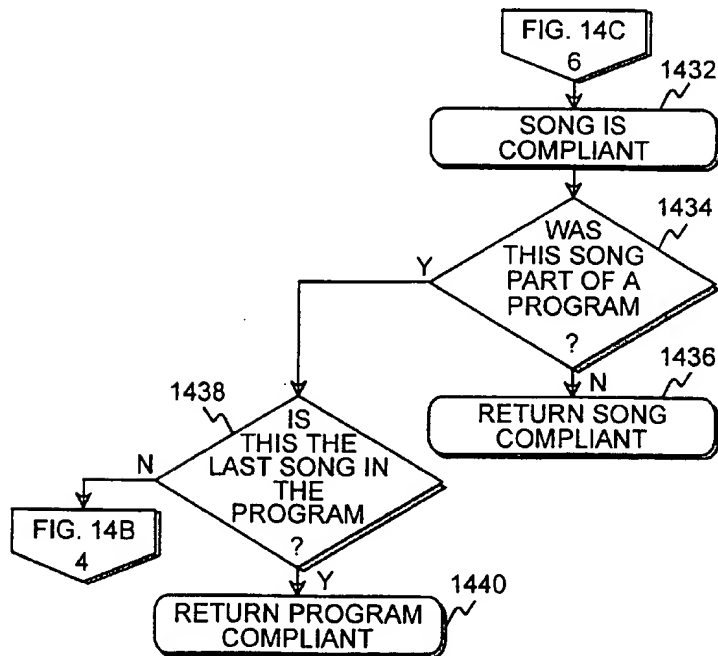 FIG. 14C
6
1432
SONG IS
COMPLIANT
1434
WAS
THIS SONG
PART OF A
PROGRAM
?
Y
N
1436
RETURN SONG
COMPLIANT
1438
IS
THIS THE
LAST SONG IN
THE
PROGRAM
?
N
FIG. 14B
4
Y
1440
RETURN PROGRAM
COMPLIANT